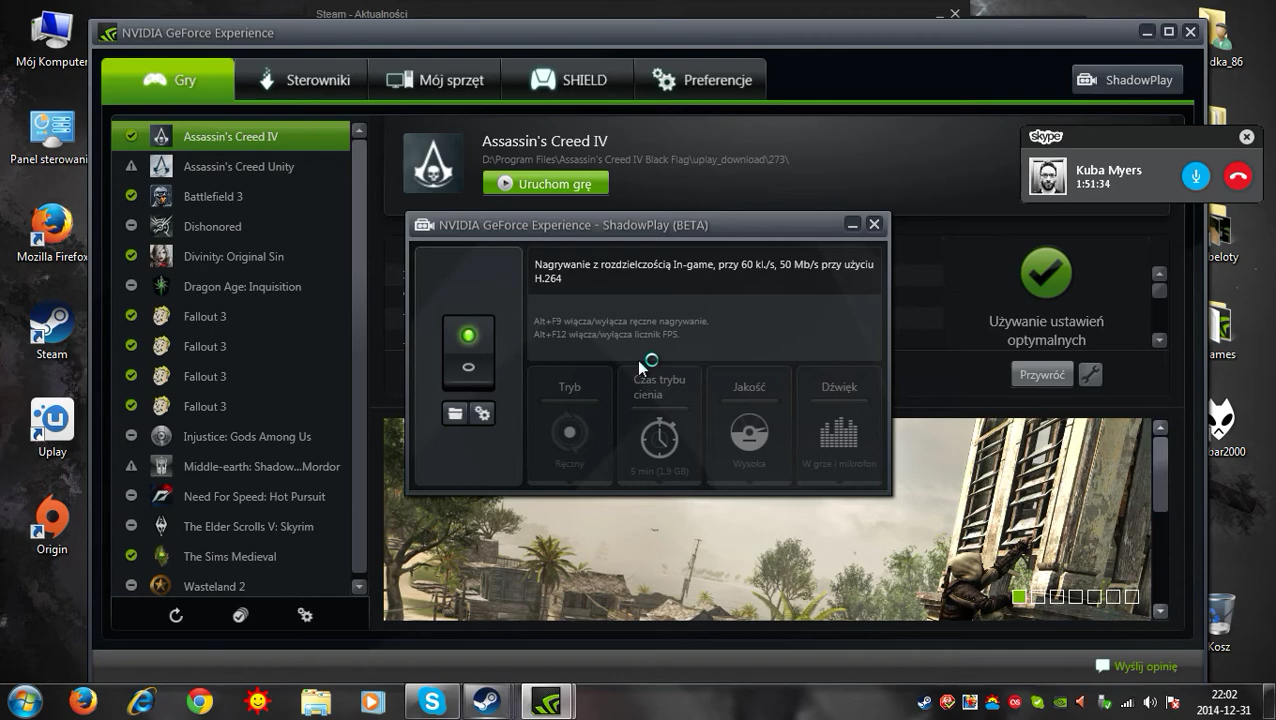 Steam - Aktualności
NVIDIA GeForce Experience
Mój Komputer
Panel sterowania
Mozilla Firefox
Steam
Uplay
Origin
Gry
Sterowniki
Mój sprzęt
SHIELD
Preferencje
ShadowPlay
dka_86
Assassin's Creed IV
Assassin's Creed Unity
Battlefield 3
Dishonored
Divinity: Original Sin
Dragon Age: Inquisition
Fallout 3
Fallout 3
Fallout 3
Fallout 3
Injustice: Gods Among Us
Middle-earth: Shadow...Mordor
Need For Speed: Hot Pursuit
The Elder Scrolls V: Skyrim
The Sims Medieval
Wasteland 2
Assassin's Creed IV
D:\Program Files\Assassin's Creed IV Black Flag\uplay_download\273\
Uruchom grę
skype
Kuba Myers
1:51:34
NVIDIA GeForce Experience - ShadowPlay (BETA)
Nagrywanie z rozdzielczością In-game, przy 60 kl./s, 50 Mb/s przy użyciu
H.264
Alt+F9 włącza/wyłącza ręczne nagrywanie.
Alt+F12 włącza/wyłącza licznik FPS.
Tryb
Ręczny
Czas trybu
cienia
5 min (1,9 GB)
Jakość
Wysoka
Dźwięk
W grze i mikrofon
Używanie ustawień
optymalnych
Przywróć
beloty
ames
bar2000
Kosz
Wyślij opinię
22:02
2014-12-31